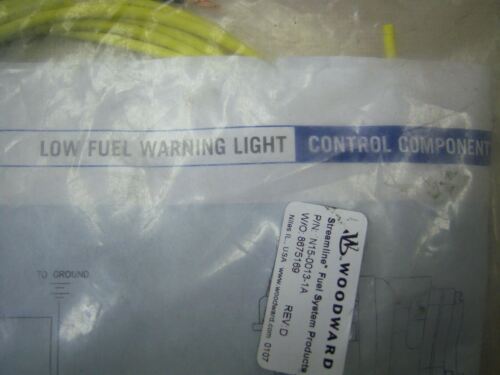 LOW FUEL WARNING LIGHT
CONTROL COMPONENT
TO GROUND
WOODWARD
Streamline® Fuel System Products
P/N: N15-0013-1A REV:D
W/O: 8675169
Niles IL., USA www.woodward.com 0107